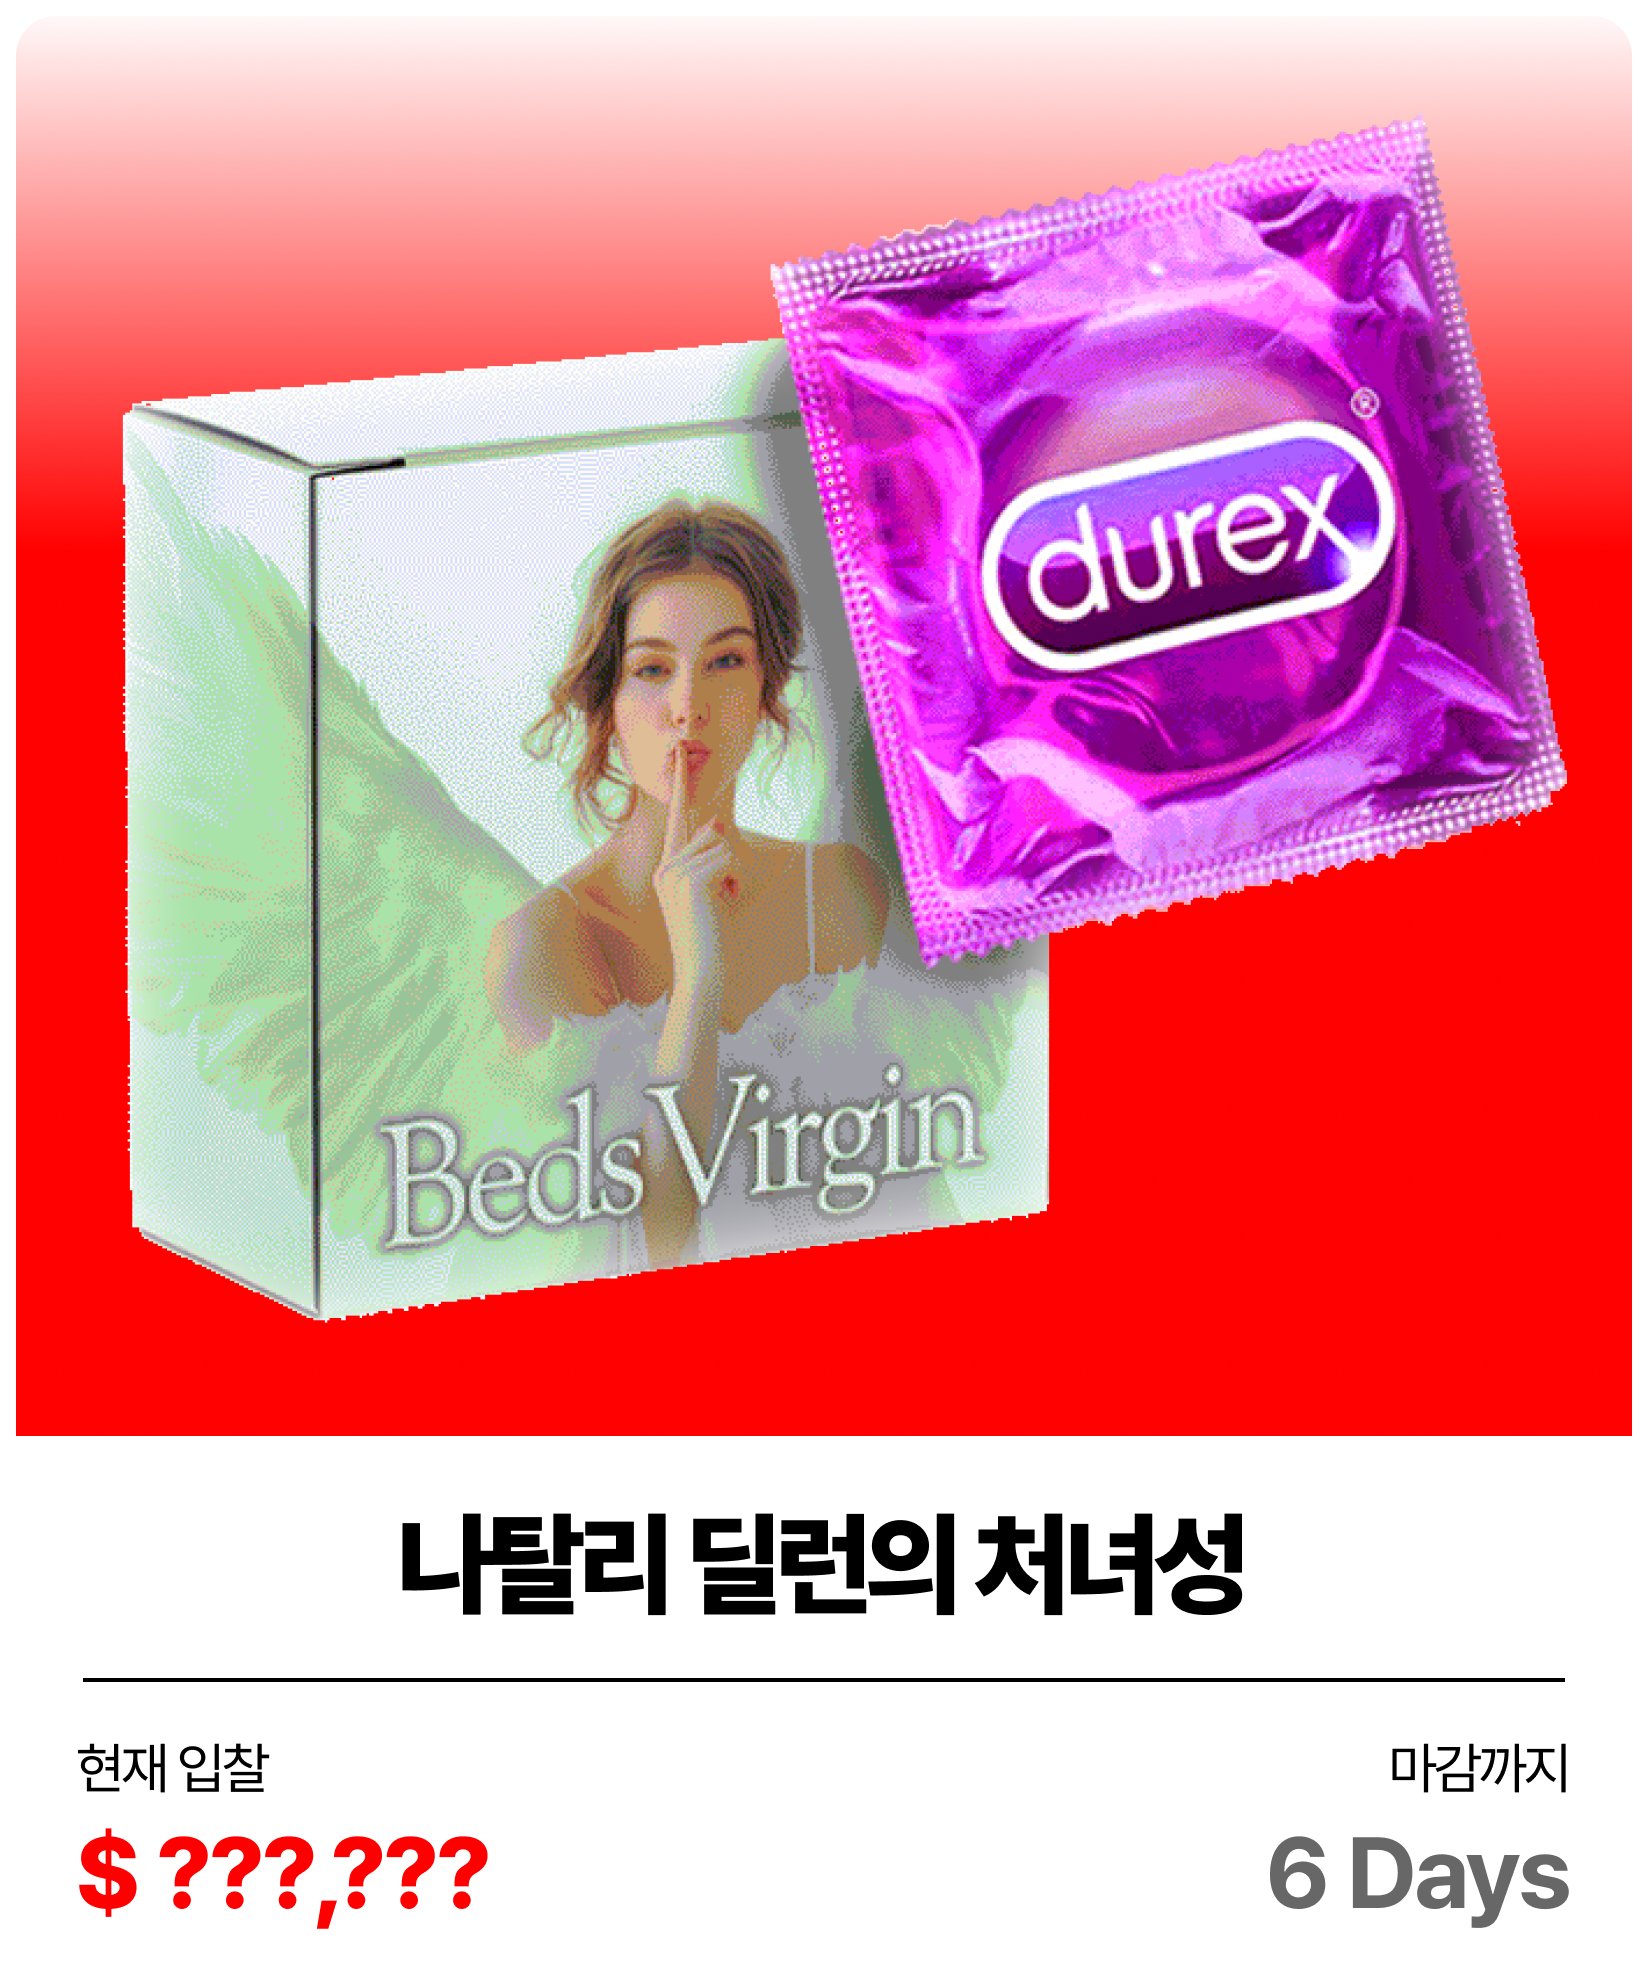 durex
®
Beds Virgin
나탈리 딜런의 처녀성
현재 입찰
마감까지
$ ???,???
6 Days